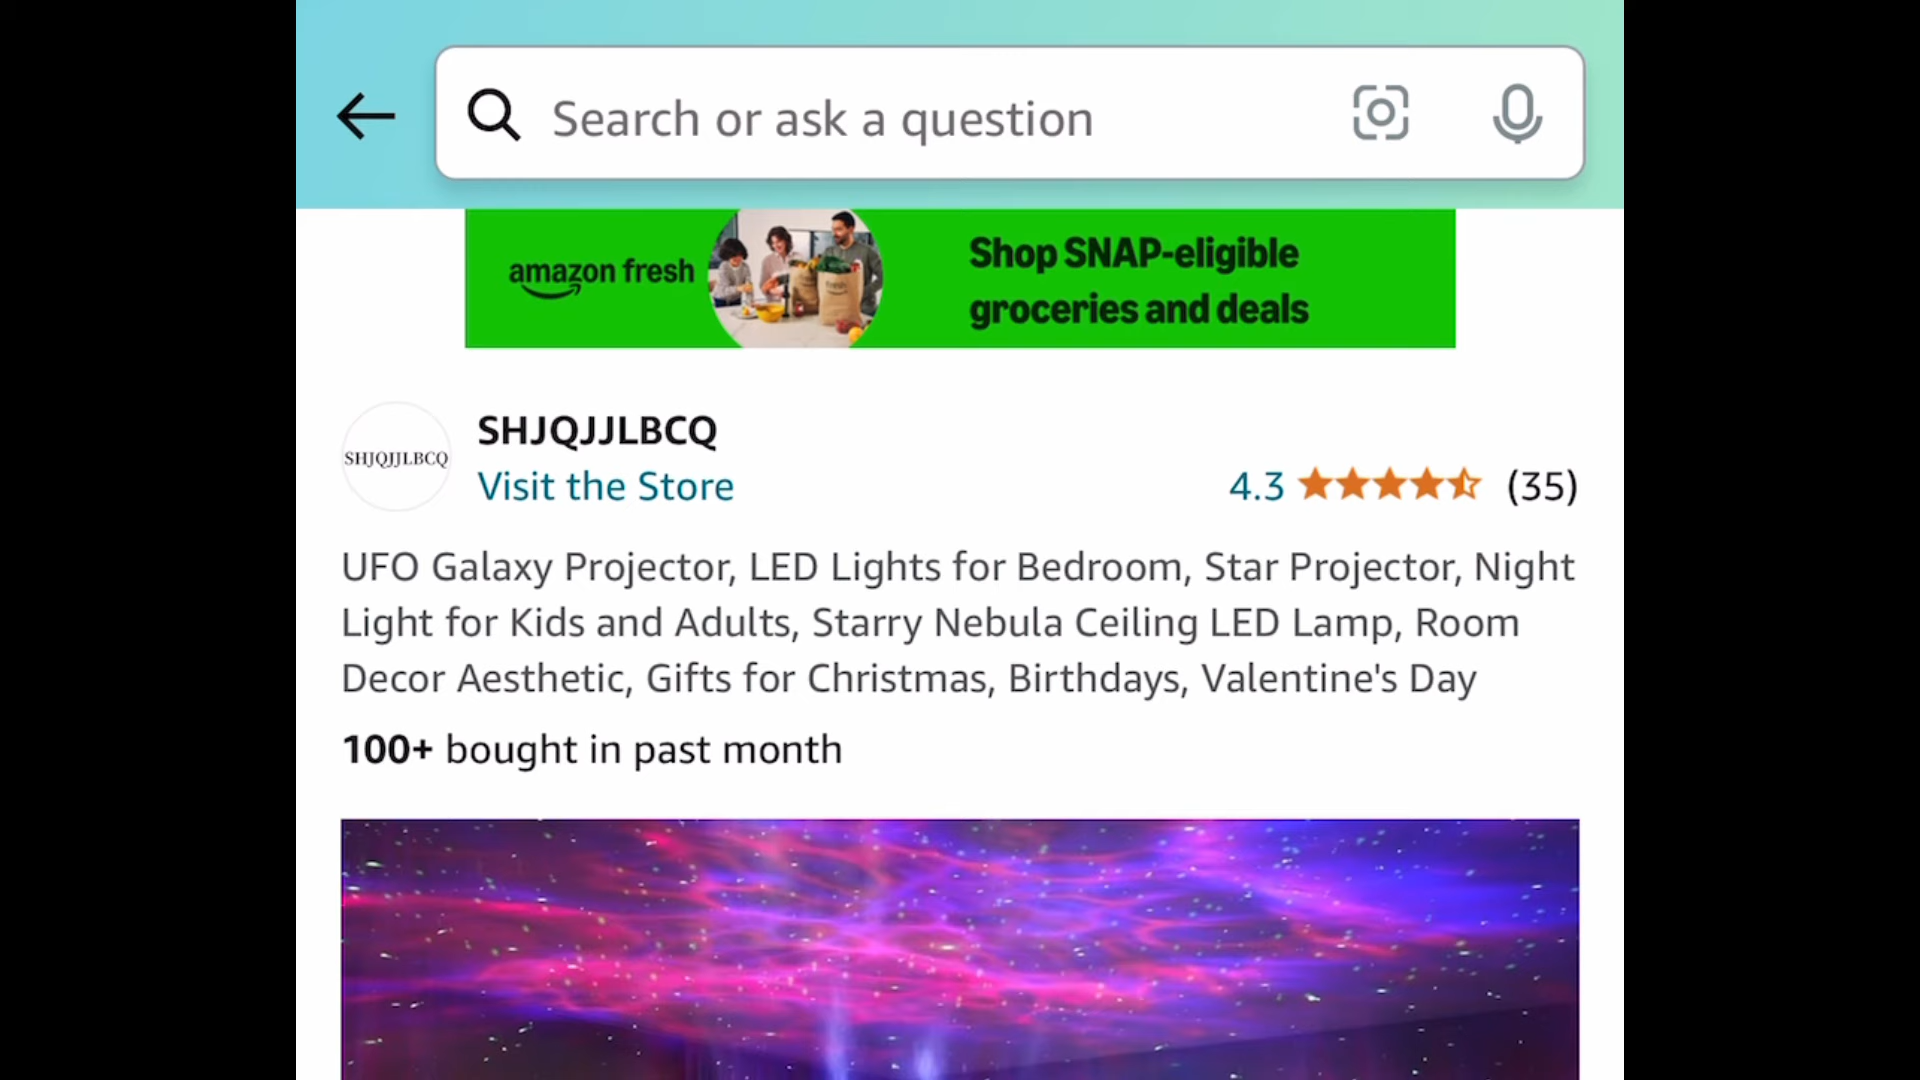 Search or ask a question
amazon fresh
Shop SNAP-eligible
groceries and deals
SHJQJJLBCQ
SHJQJJLBCQ
Visit the Store
4.3 (35)
UFO Galaxy Projector, LED Lights for Bedroom, Star Projector, Night
Light for Kids and Adults, Starry Nebula Ceiling LED Lamp, Room
Decor Aesthetic, Gifts for Christmas, Birthdays, Valentine's Day
100+ bought in past month